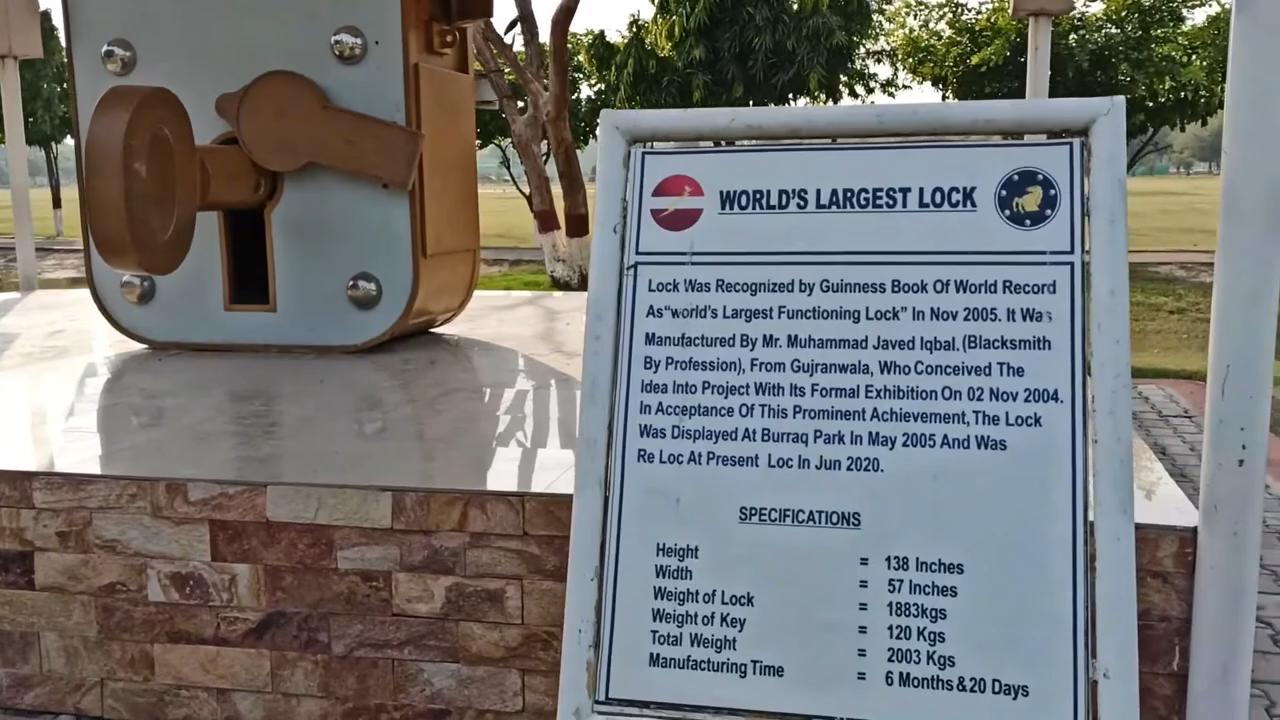 WORLD'S LARGEST LOCK
Lock Was Recognized by Guinness Book Of World Record
As“world's Largest Functioning Lock” In Nov 2005. It Was
Manufactured By Mr. Muhammad Javed Iqbal. (Blacksmith
By Profession), From Gujranwala, Who Conceived The
Idea Into Project With Its Formal Exhibition On 02 Nov 2004.
In Acceptance Of This Prominent Achievement, The Lock
Was Displayed At Burraq Park In May 2005 And Was
Re Loc At Present Loc In Jun 2020.
SPECIFICATIONS
Height = 138 Inches
Width = 57 Inches
Weight of Lock = 1883kgs
Weight of Key = 120 Kgs
Total Weight = 2003 Kgs
Manufacturing Time = 6 Months & 20 Days